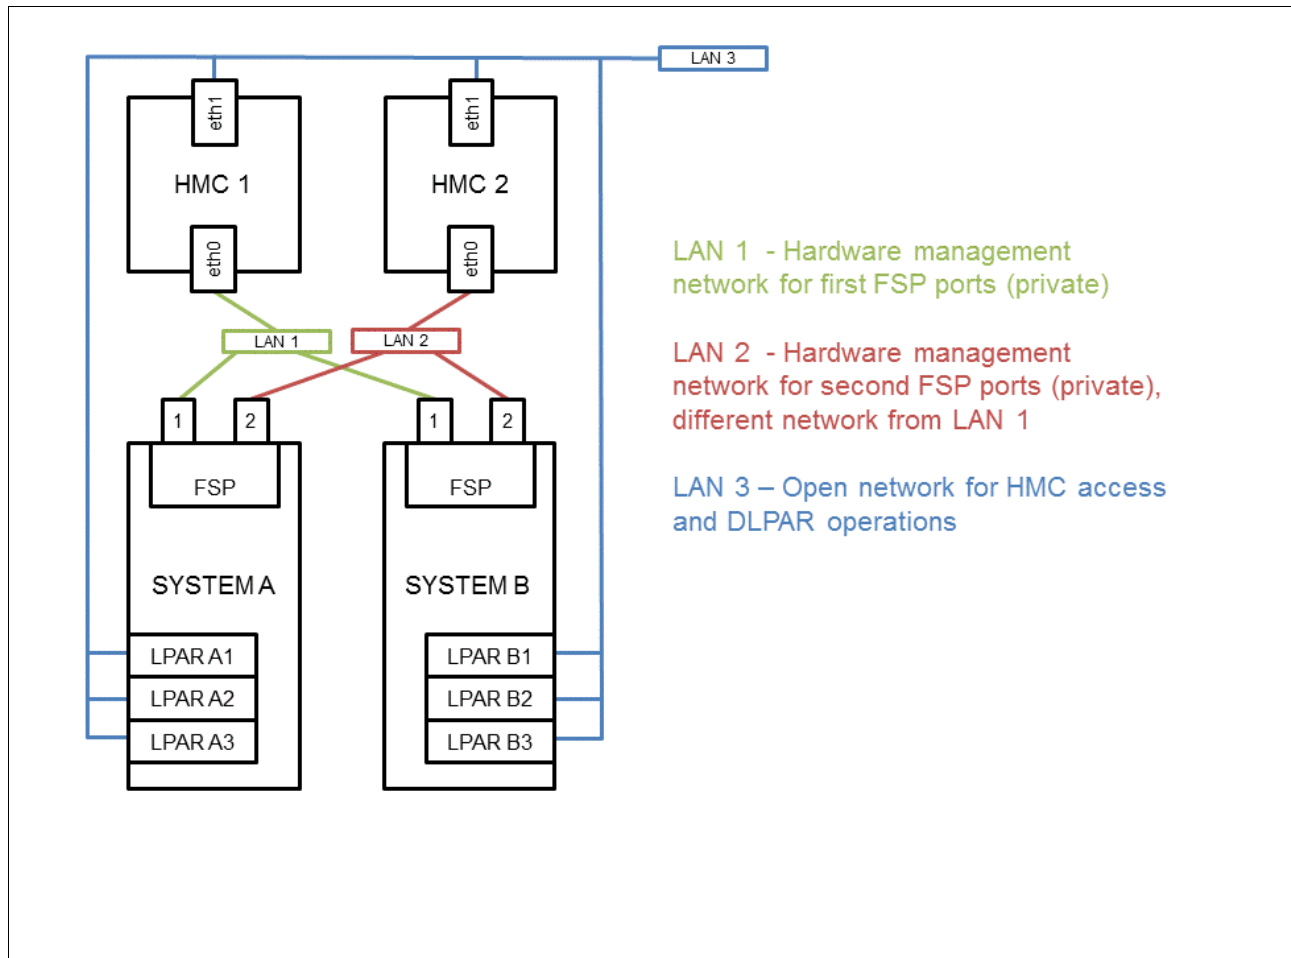 LAN 3
eth1
eth1
HMC 1
HMC 2
eth0
eth0
LAN 1 - Hardware management
network for first FSP ports (private)
LAN 1
LAN 2
LAN 2 - Hardware management
network for second FSP ports (private),
different network from LAN 1
1
2
1
2
FSP
FSP
LAN 3 – Open network for HMC access
and DLPAR operations
SYSTEM A
SYSTEM B
LPAR A1
LPAR B1
LPAR A2
LPAR B2
LPAR A3
LPAR B3